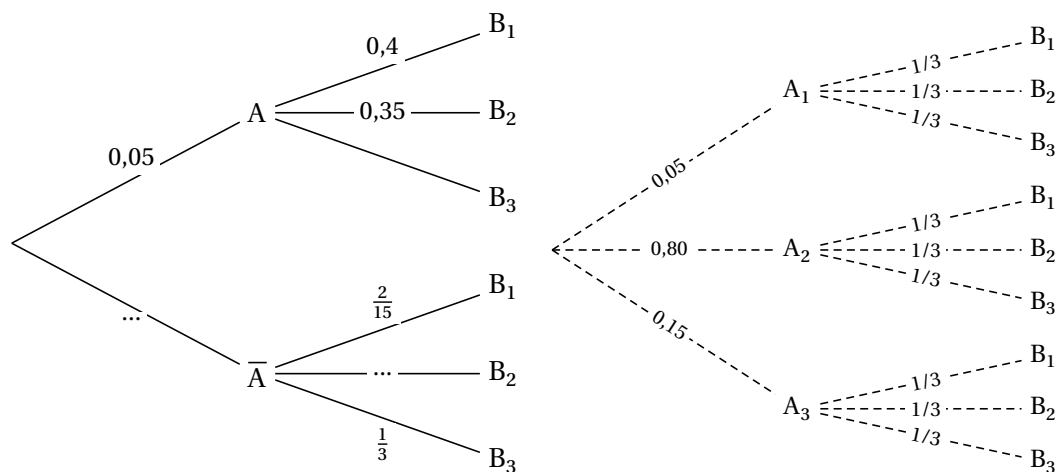 B₁
0,4
A
0,35
B₂
0,05
B₃
B₁
2/15
...
A̅
...
B₂
1/3
B₃
B₁
1/3
A₁
1/3
B₂
1/3
B₃
0,05
B₁
1/3
0,80
A₂
1/3
B₂
1/3
B₃
0,15
B₁
1/3
A₃
1/3
B₂
1/3
B₃